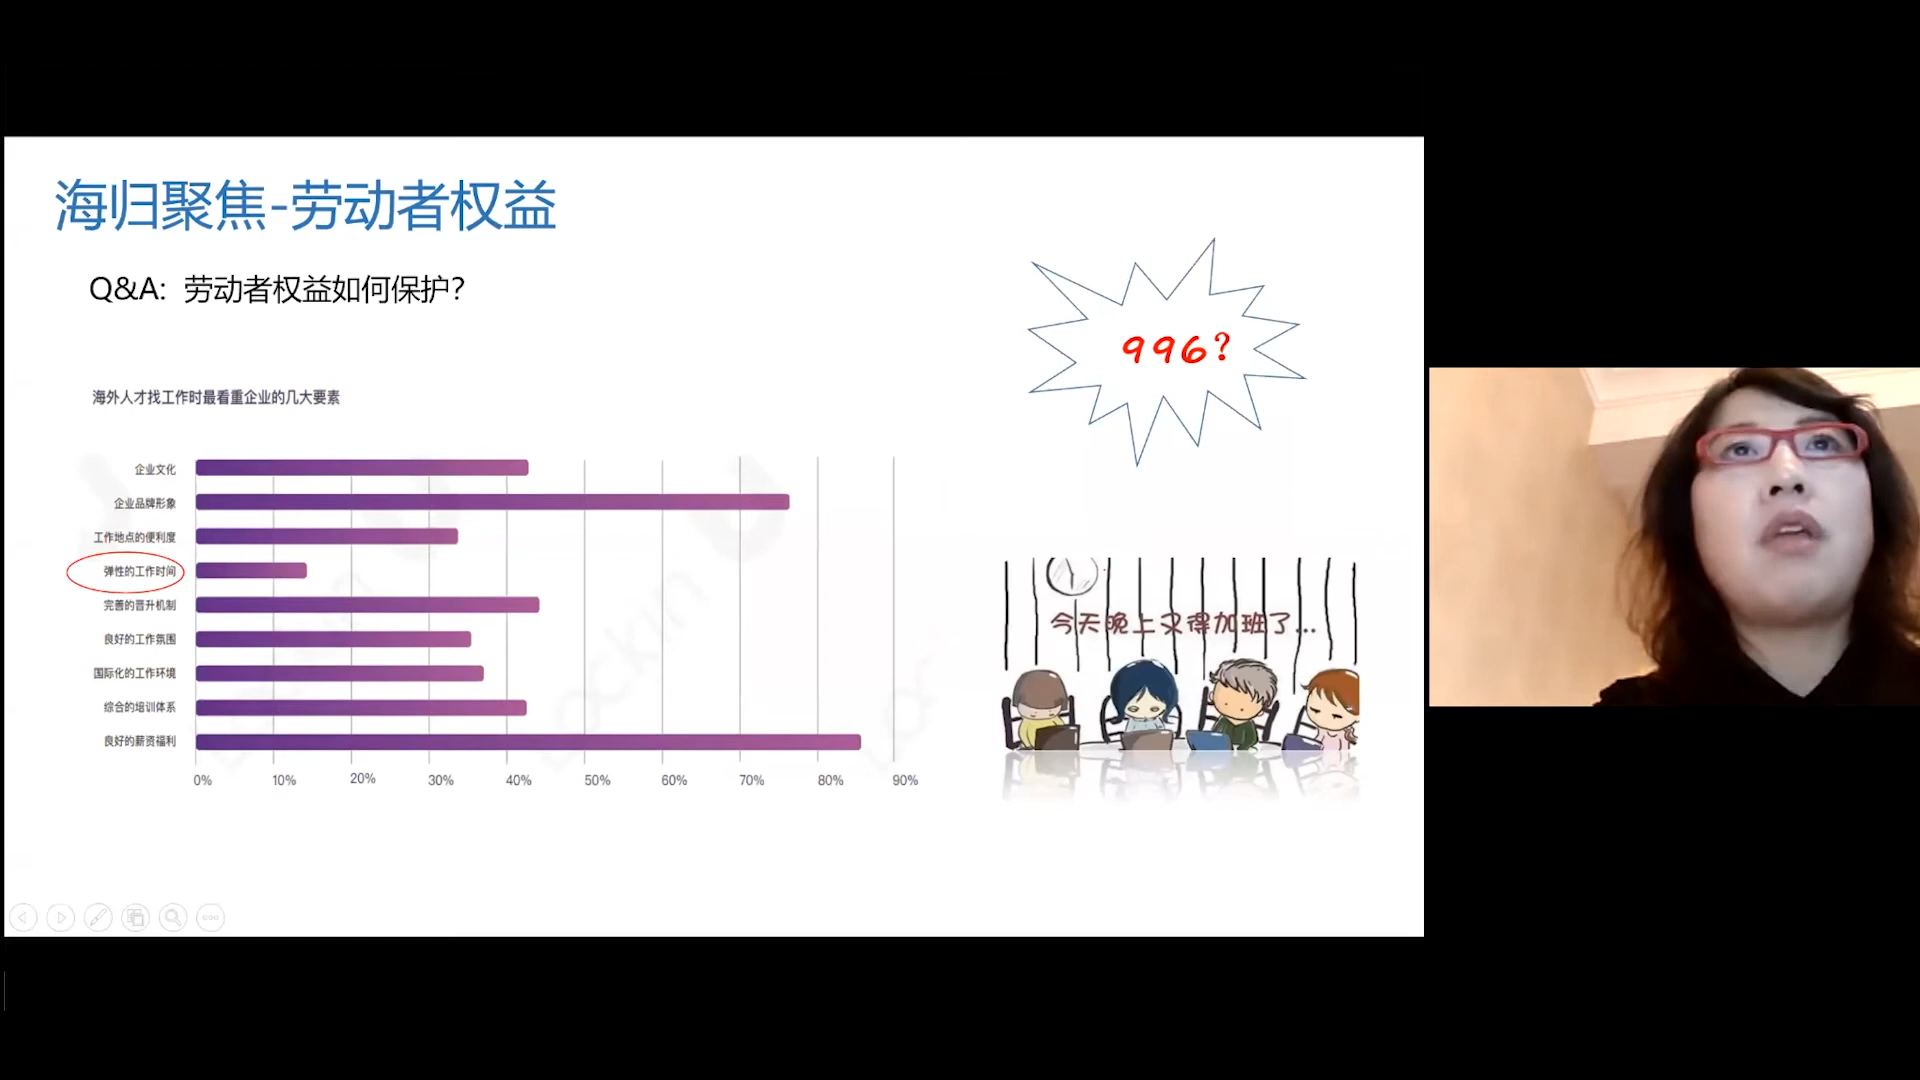 海归聚焦-劳动者权益
Q&A: 劳动者权益如何保护?
996?
海外人才找工作时最看重企业的几大要素
企业文化
企业品牌形象
工作地点的便利度
弹性的工作时间
完善的晋升机制
良好的工作氛围
国际化的工作环境
综合的培训体系
良好的薪资福利
0% 10% 20% 30% 40% 50% 60% 70% 80% 90%
今天晚上又得加班了...
Lockin